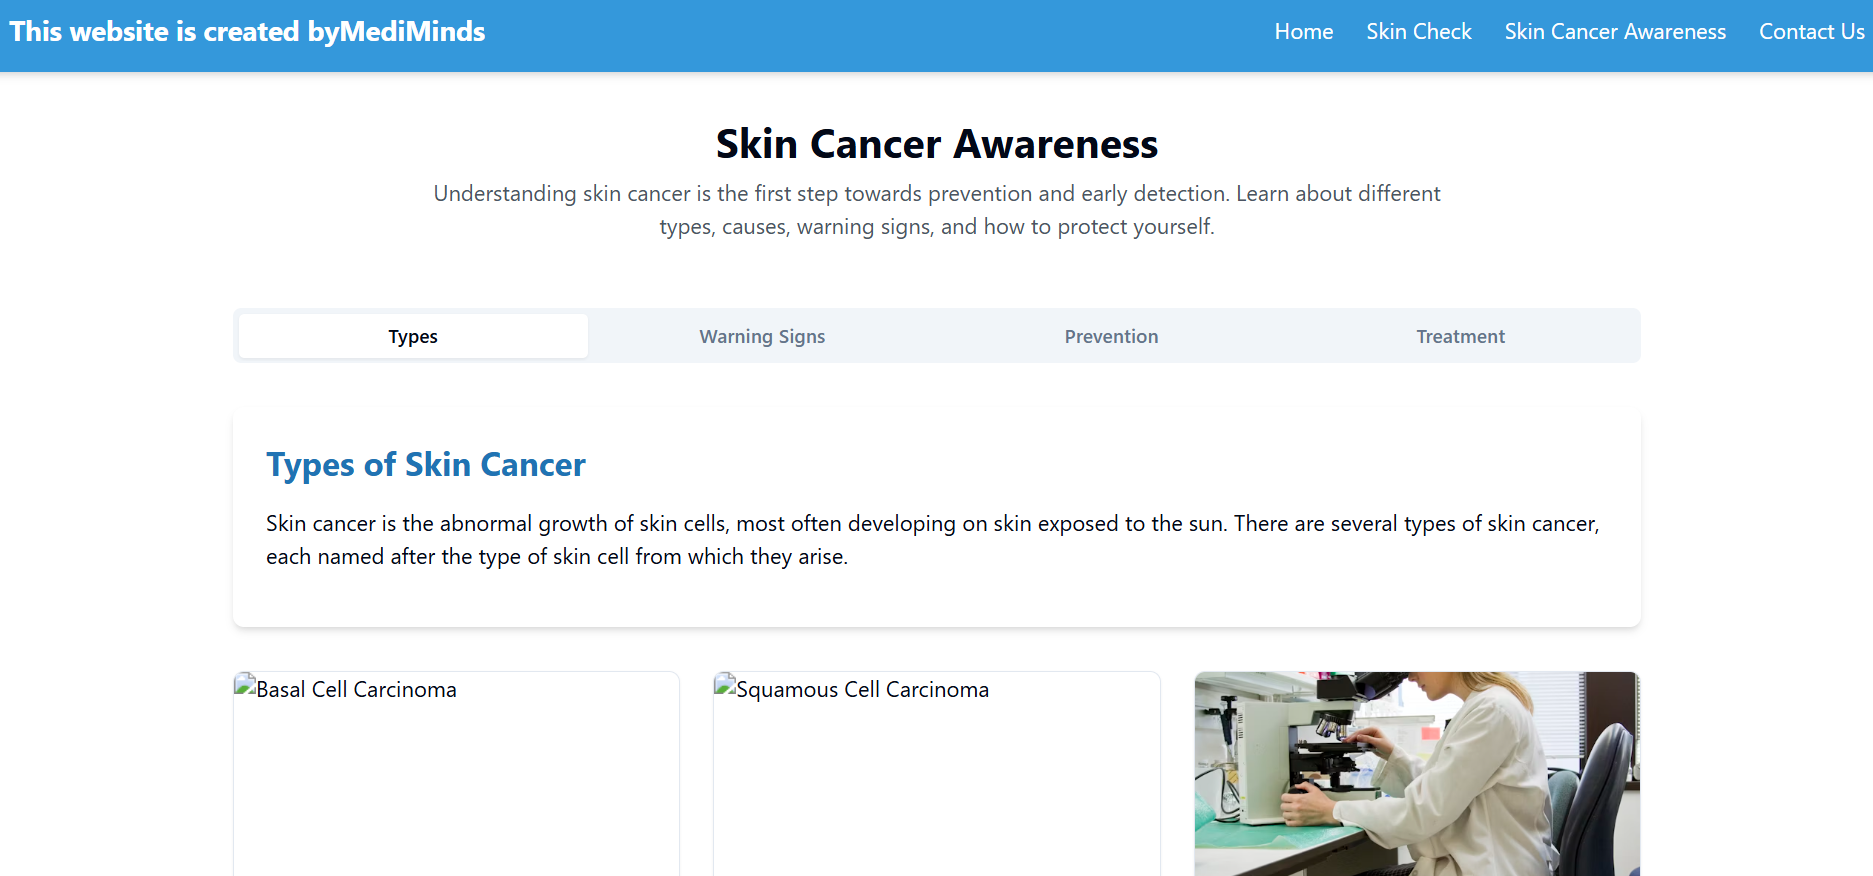 This website is created byMediMinds
Home Skin Check Skin Cancer Awareness Contact Us
Skin Cancer Awareness
Understanding skin cancer is the first step towards prevention and early detection. Learn about different
types, causes, warning signs, and how to protect yourself.
Types Warning Signs Prevention Treatment
Types of Skin Cancer
Skin cancer is the abnormal growth of skin cells, most often developing on skin exposed to the sun. There are several types of skin cancer,
each named after the type of skin cell from which they arise.
Basal Cell Carcinoma
Squamous Cell Carcinoma